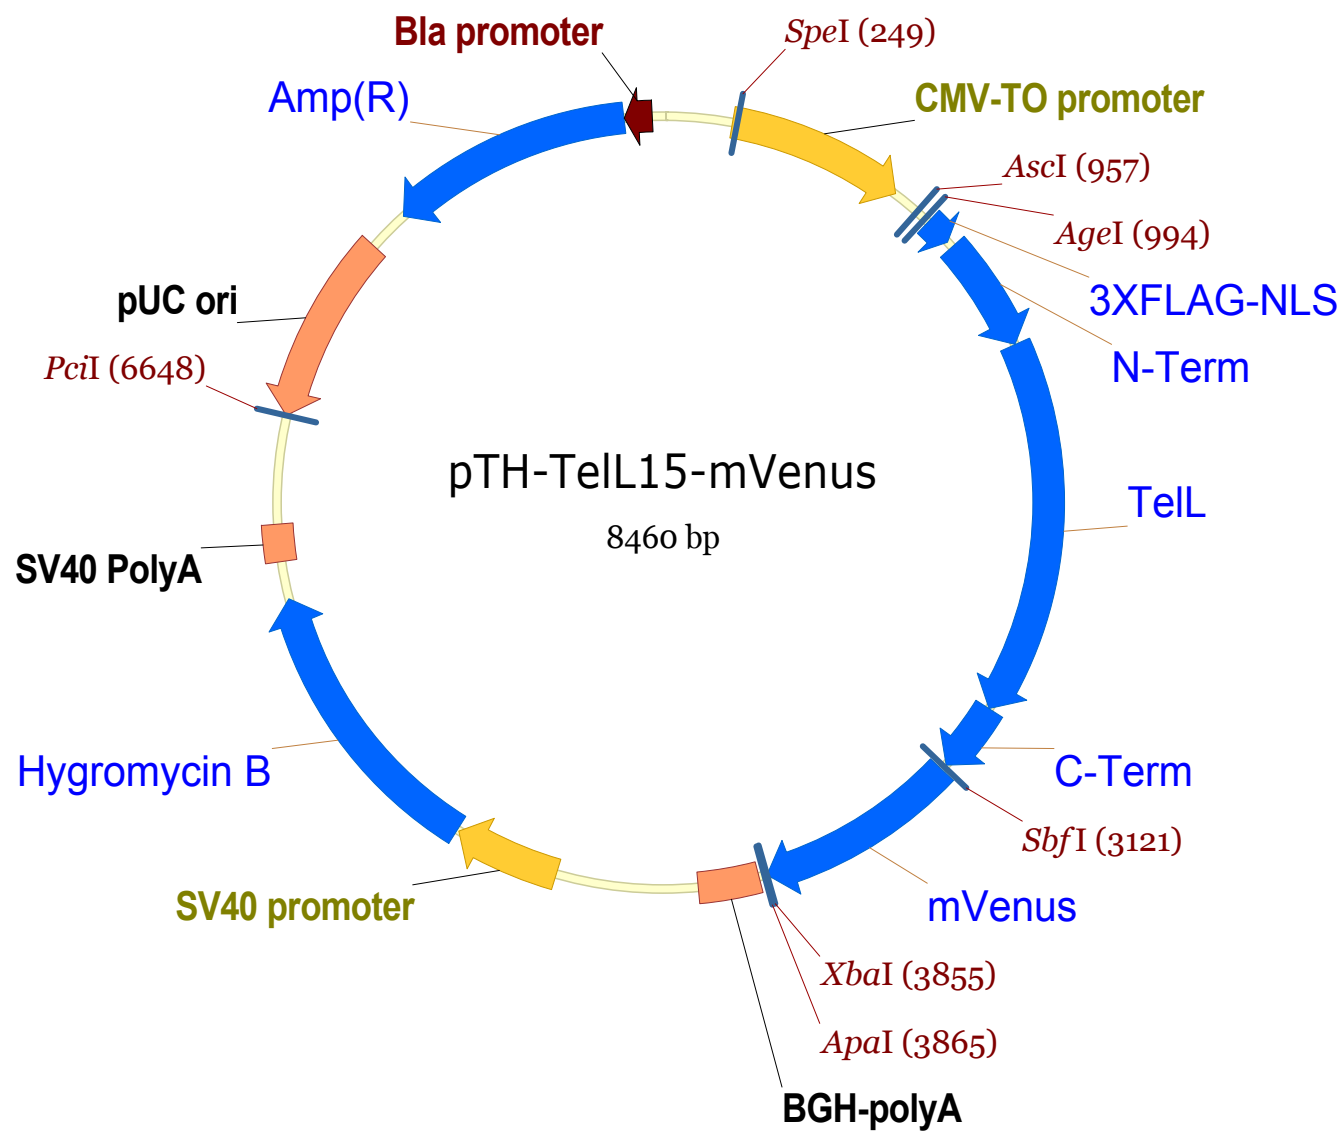 Bla promoter
SpeI (249)
Amp(R)
CMV-TO promoter
AscI (957)
AgeI (994)
pUC ori
3XFLAG-NLS
PciI (6648)
N-Term
pTH-TelL15-mVenus
TelL
8460 bp
SV40 PolyA
Hygromycin B
C-Term
SbfI (3121)
SV40 promoter
mVenus
XbaI (3855)
ApaI (3865)
BGH-polyA